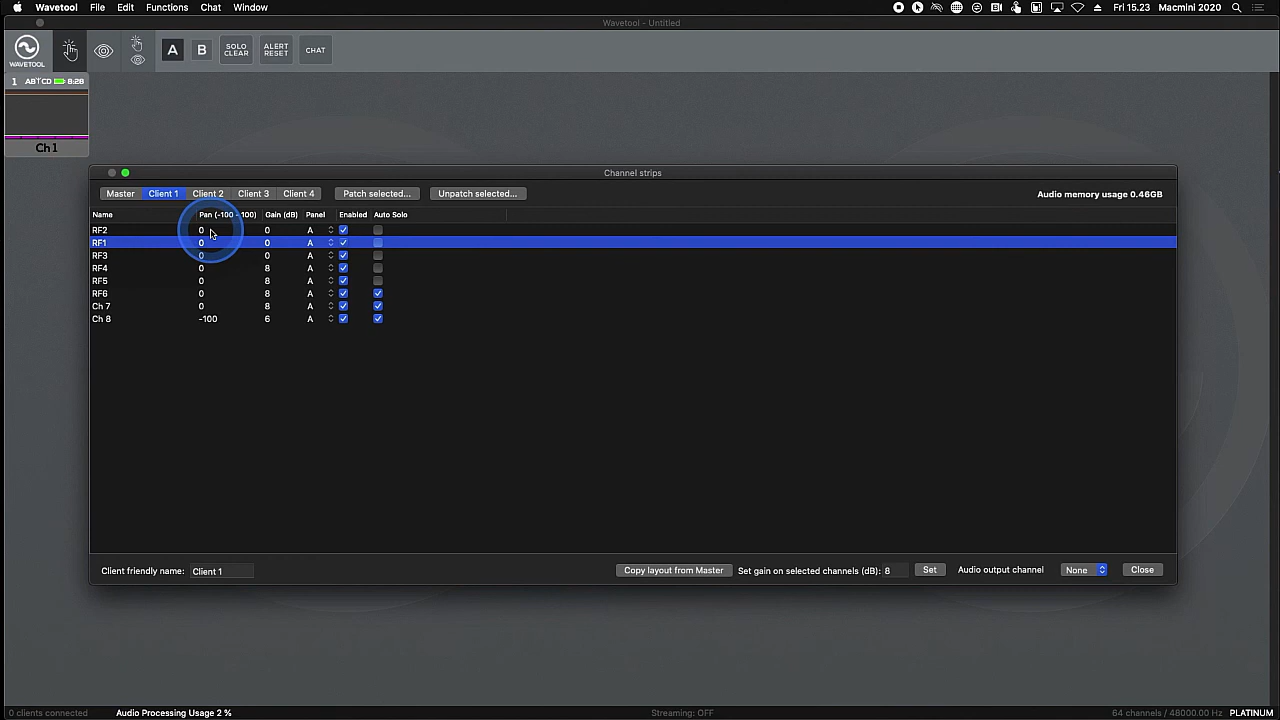 Wavetool File Edit Functions Chat Window Fri 15.23 Macmini 2020
Wavetool - Untitled
WAVETOOL A B SOLO CLEAR ALERT RESET CHAT
1 ABTCD 8:28
Ch 1
Channel strips
Master Client 1 Client 2 Client 3 Client 4 Patch selected... Unpatch selected... Audio memory usage 0.46GB
Name Pan (-100 - 100) Gain (dB) Panel Enabled Auto Solo
RF2 0 0 A
RF1 0 0 A
RF3 0 0 A
RF4 0 8 A
RF5 0 8 A
RF6 0 8 A
Ch 7 0 8 A
Ch 8 -100 6 A
Client friendly name: Client 1 Copy layout from Master Set gain on selected channels (dB): 8 Set Audio output channel None Close
0 clients connected Audio Processing Usage 2 % Streaming: OFF 64 channels / 48000.00 Hz PLATINUM